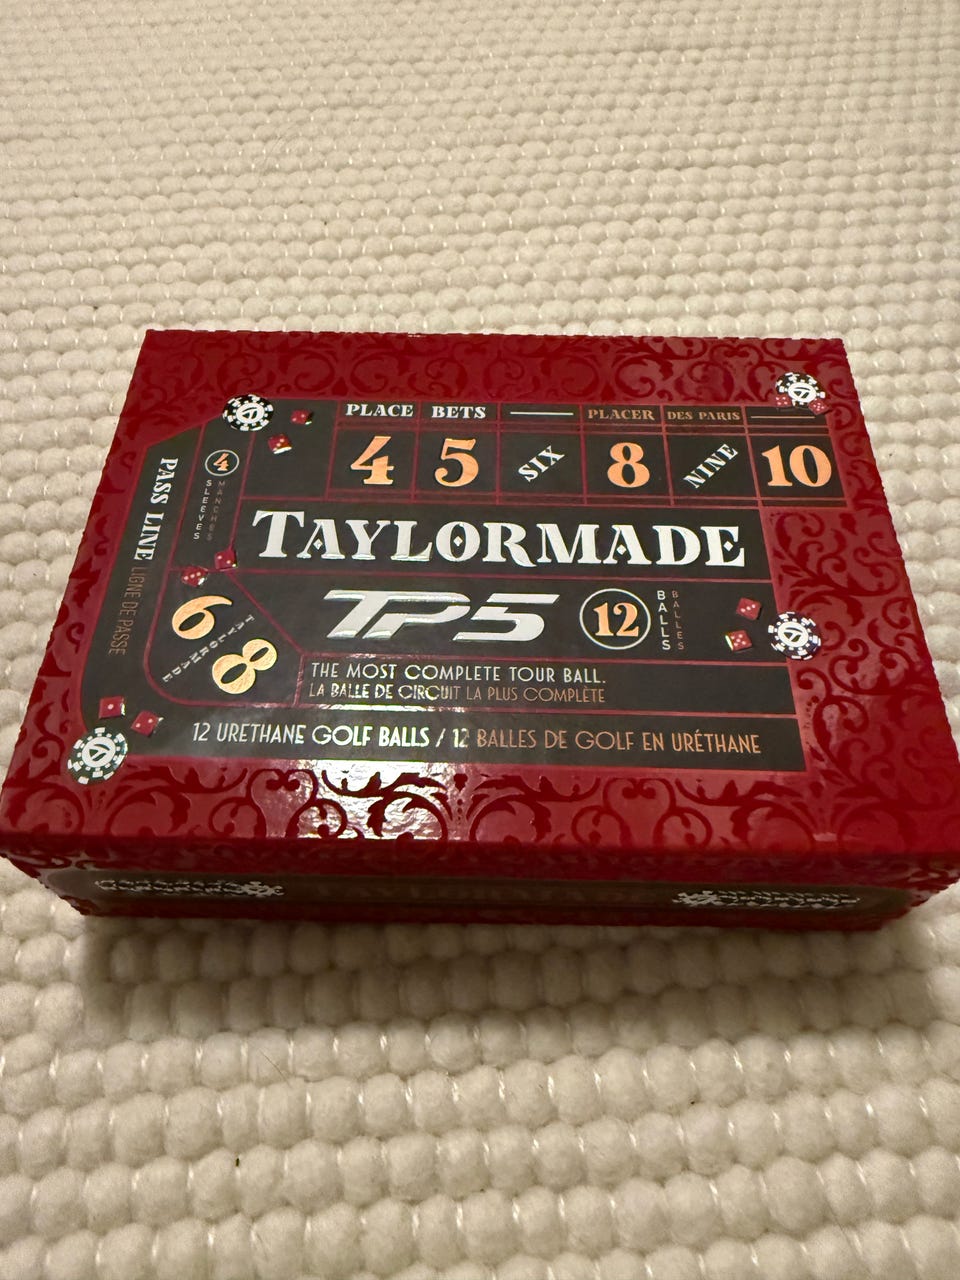 PLACE BETS PLACER DES PARIS
4 5 SIX 8 NINE 10
4
SLEEVES
MANCHES
PASS LINE LIGNE DE PASSE
TAYLORMADE
TP5
12
BALLS
BALLES
6
TAYLORMADE
8
THE MOST COMPLETE TOUR BALL.
LA BALLE DE CIRCUIT LA PLUS COMPLÈTE
12 URETHANE GOLF BALLS / 12 BALLES DE GOLF EN URÉTHANE